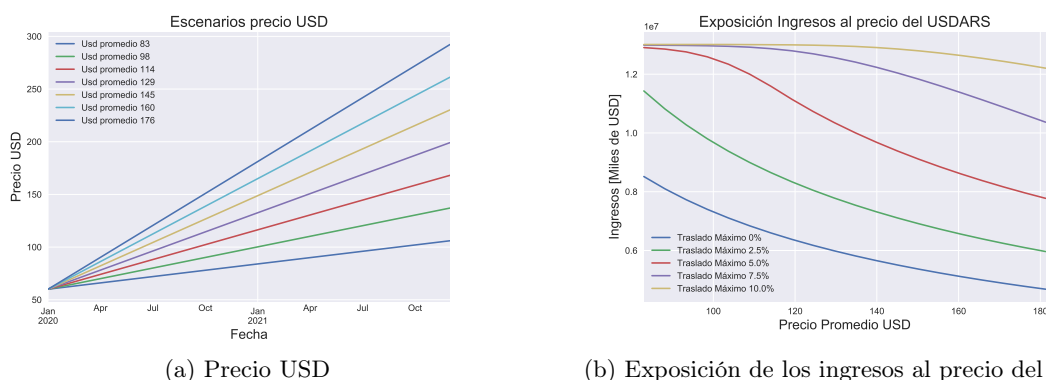 Escenarios precio USD
300
250
200
150
100
50
Precio USD
Usd promedio 83
Usd promedio 98
Usd promedio 114
Usd promedio 129
Usd promedio 145
Usd promedio 160
Usd promedio 176
Jan
2020
Apr
Jul
Oct
Jan
2021
Apr
Jul
Oct
Fecha
(a) Precio USD
Exposición Ingresos al precio del USDARS
1e7
1.2
1.0
0.8
0.6
Ingresos [Miles de USD]
Traslado Máximo 0%
Traslado Máximo 2.5%
Traslado Máximo 5.0%
Traslado Máximo 7.5%
Traslado Máximo 10.0%
100
120
140
160
180
Precio Promedio USD
(b) Exposición de los ingresos al precio del